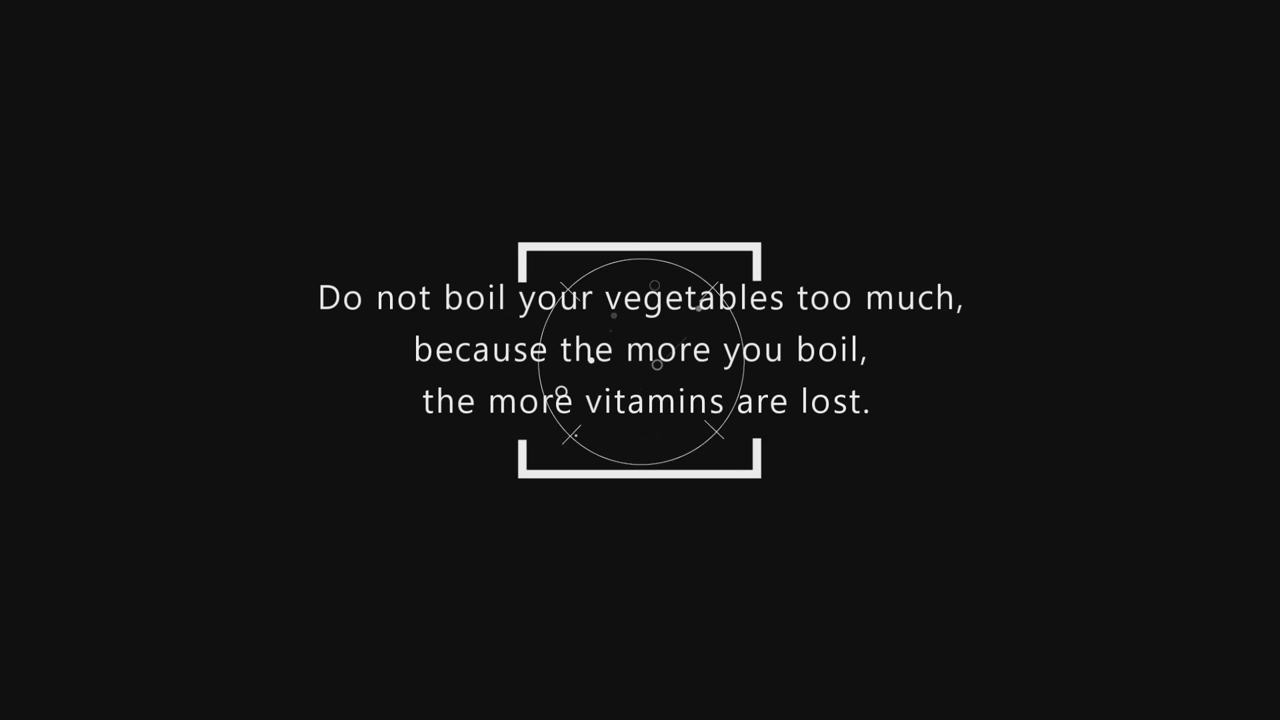 Do not boil your vegetables too much,
because the more you boil,
the more vitamins are lost.